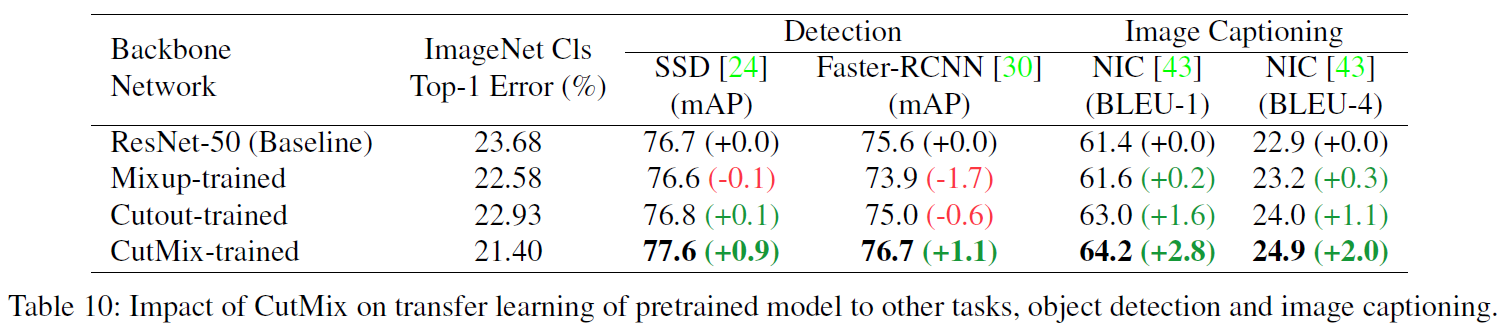 Backbone Network ImageNet Cls Top-1 Error (%) Detection Image Captioning
SSD [24] (mAP) Faster-RCNN [30] (mAP) NIC [43] (BLEU-1) NIC [43] (BLEU-4)
ResNet-50 (Baseline) 23.68 76.7 (+0.0) 75.6 (+0.0) 61.4 (+0.0) 22.9 (+0.0)
Mixup-trained 22.58 76.6 (-0.1) 73.9 (-1.7) 61.6 (+0.2) 23.2 (+0.3)
Cutout-trained 22.93 76.8 (+0.1) 75.0 (-0.6) 63.0 (+1.6) 24.0 (+1.1)
CutMix-trained 21.40 77.6 (+0.9) 76.7 (+1.1) 64.2 (+2.8) 24.9 (+2.0)
Table 10: Impact of CutMix on transfer learning of pretrained model to other tasks, object detection and image captioning.